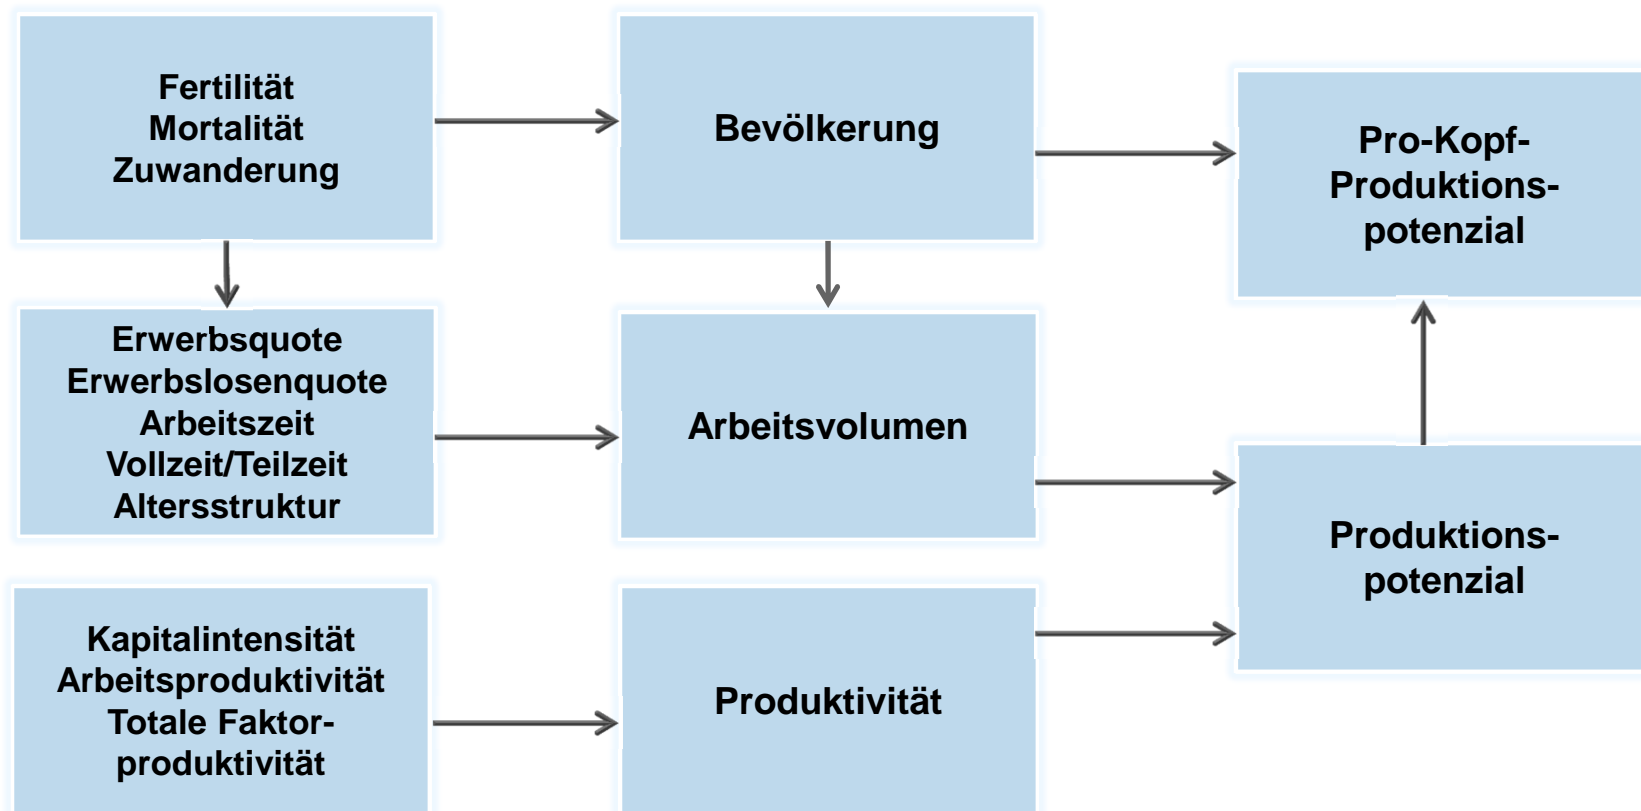 Fertilität
Mortalität
Zuwanderung
Bevölkerung
Pro-Kopf-
Produktions-
potenzial
Erwerbsquote
Erwerbslosenquote
Arbeitszeit
Vollzeit/Teilzeit
Altersstruktur
Arbeitsvolumen
Produktions-
potenzial
Kapitalintensität
Arbeitsproduktivität
Totale Faktor-
produktivität
Produktivität